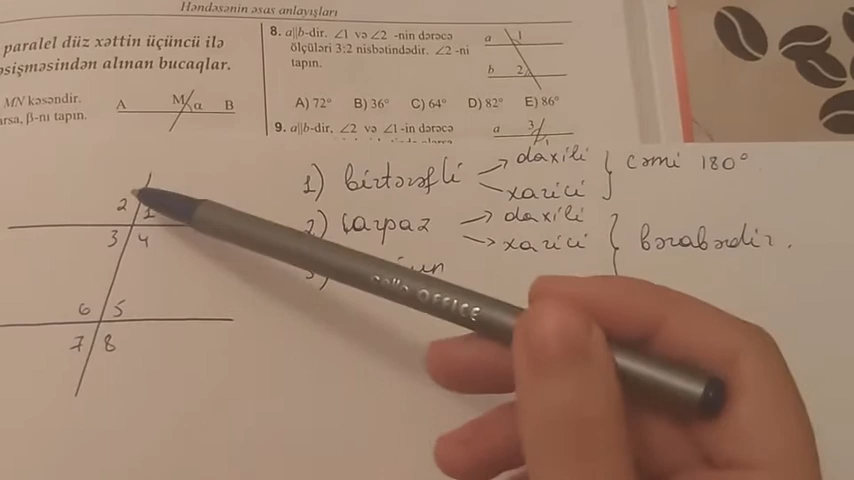 Həndəsənin əsas anlayışları
paralel düz xəttin üçüncü ilə
əsişməsindən alınan bucaqlar.
MN kəsəndir.
arsa, β-nı tapın.
A M α B
8. a||b-dir. ∠1 və ∠2 -nin dərəcə
ölçüləri 3:2 nisbətindədir. ∠2 -ni
tapın.
a 1
b 2
A) 72° B) 36° C) 64° D) 82° E) 86°
9. a||b-dir, ∠2 və ∠1-in dərəcə
a 3
1
1) birtərəfli → daxili
→ xarici
cəmi 180°
2) çarpaz → daxili
→ xarici
bərabərdir.
2 1
3 4
6 5
7 8
cello OFFICE